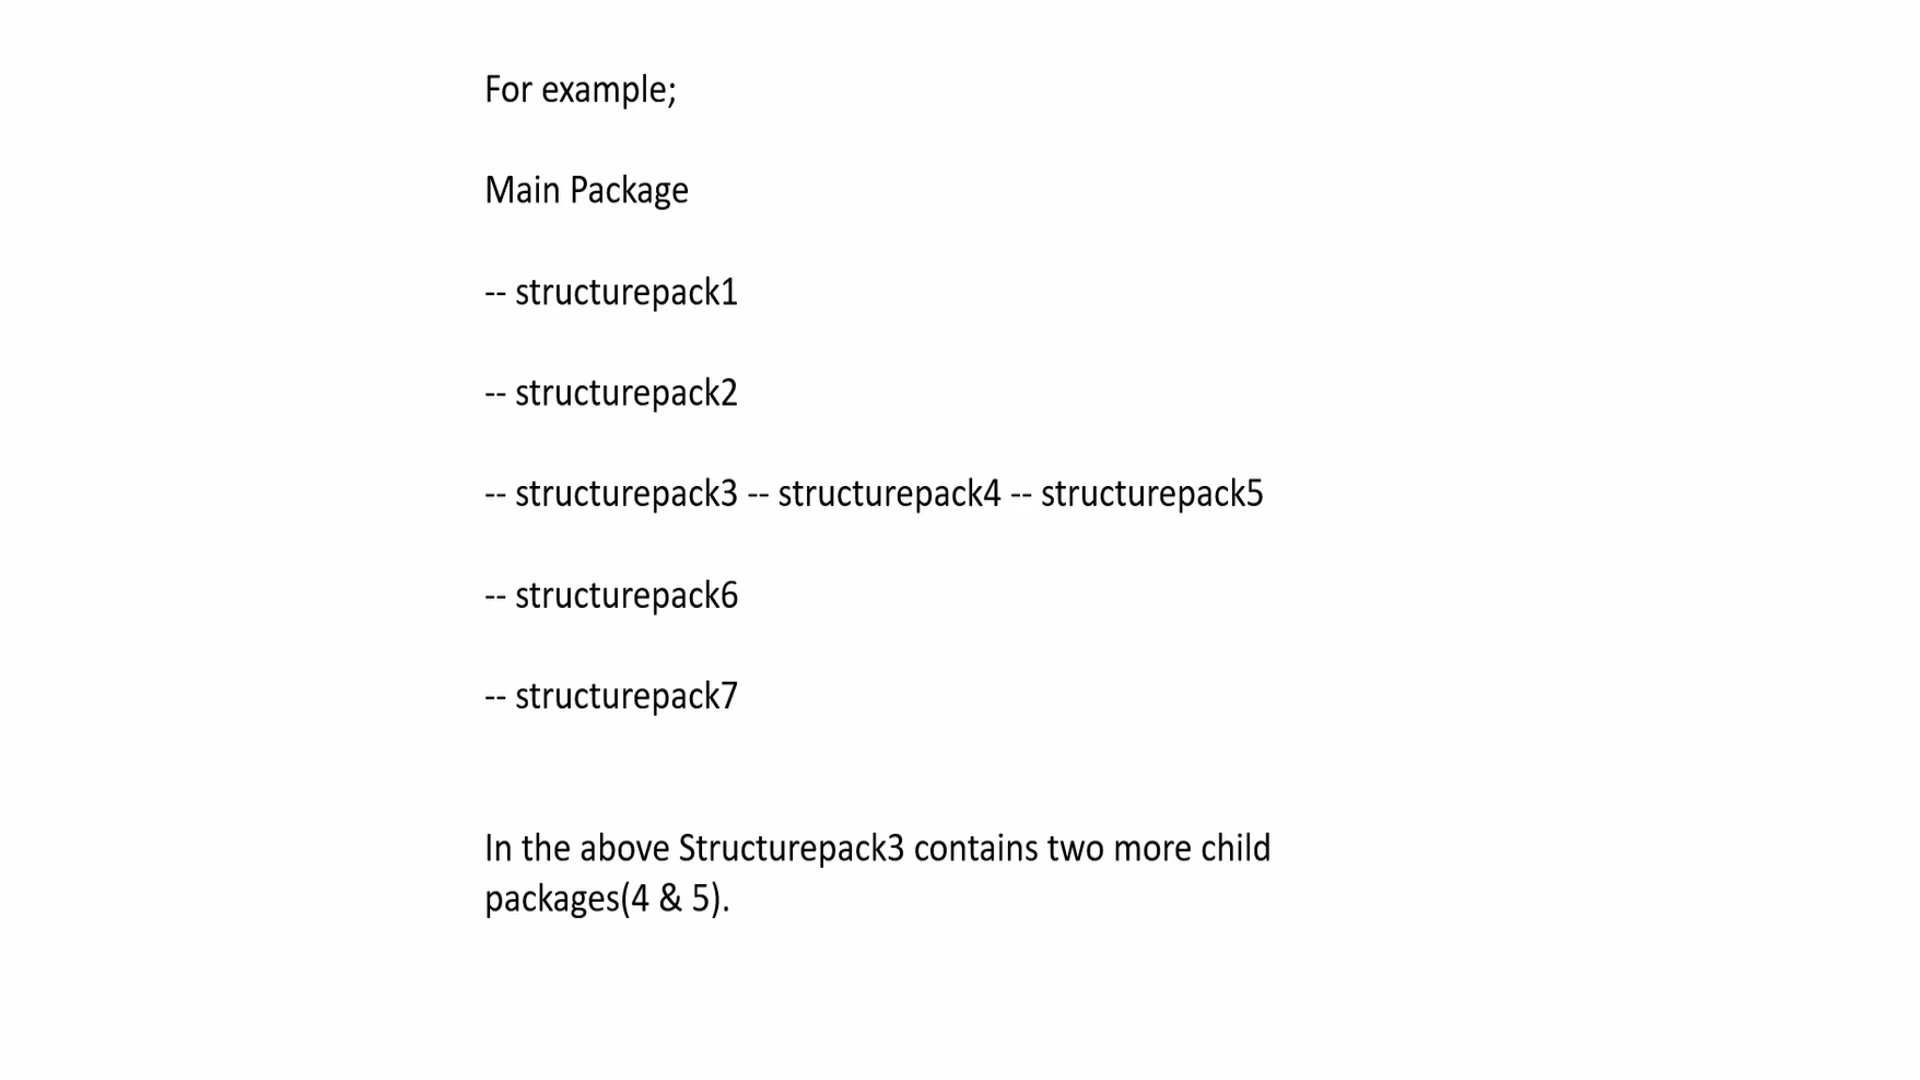 For example;
Main Package
-- structurepack1
-- structurepack2
-- structurepack3 -- structurepack4 -- structurepack5
-- structurepack6
-- structurepack7
In the above Structurepack3 contains two more child
packages(4 & 5).